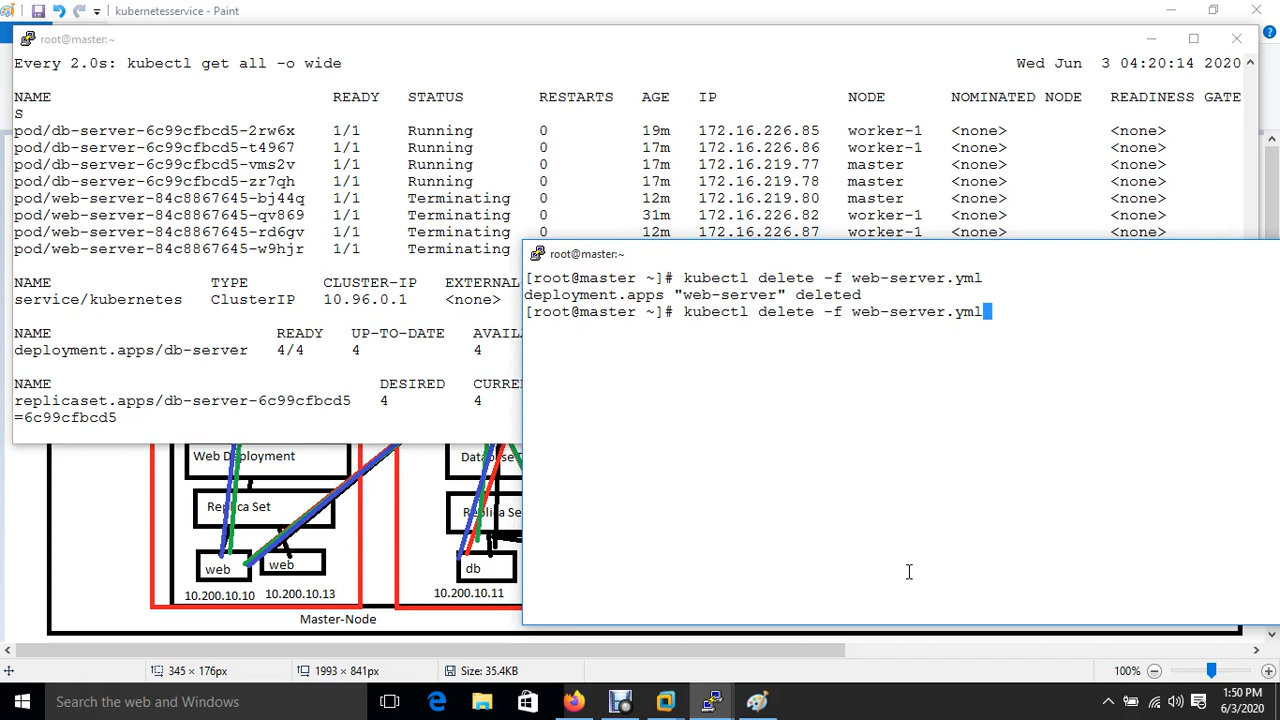 kubernetesservice - Paint
root@master:~
Every 2.0s: kubectl get all -o wide Wed Jun 3 04:20:14 2020
NAME READY STATUS RESTARTS AGE IP NODE NOMINATED NODE READINESS GATE
S
pod/db-server-6c99cfbcd5-2rw6x 1/1 Running 0 19m 172.16.226.85 worker-1 <none> <none>
pod/db-server-6c99cfbcd5-t4967 1/1 Running 0 17m 172.16.226.86 worker-1 <none> <none>
pod/db-server-6c99cfbcd5-vms2v 1/1 Running 0 17m 172.16.219.77 master <none> <none>
pod/db-server-6c99cfbcd5-zr7qh 1/1 Running 0 17m 172.16.219.78 master <none> <none>
pod/web-server-84c8867645-bj44q 1/1 Terminating 0 12m 172.16.219.80 master <none> <none>
pod/web-server-84c8867645-qv869 1/1 Terminating 0 31m 172.16.226.82 worker-1 <none> <none>
pod/web-server-84c8867645-rd6gv 1/1 Terminating 0 12m 172.16.226.87 worker-1 <none> <none>
pod/web-server-84c8867645-w9hjr 1/1 Terminating
NAME TYPE CLUSTER-IP EXTERNAL
service/kubernetes ClusterIP 10.96.0.1 <none>
NAME READY UP-TO-DATE AVAIL
deployment.apps/db-server 4/4 4 4
NAME DESIRED CURRE
replicaset.apps/db-server-6c99cfbcd5 4 4
=6c99cfbcd5
root@master:~
[root@master ~]# kubectl delete -f web-server.yml
deployment.apps "web-server" deleted
[root@master ~]# kubectl delete -f web-server.yml
Web Deployment
Database
Replica Set
Replica Se
web
web
db
10.200.10.10
10.200.10.13
10.200.10.11
Master-Node
345 × 176px 1993 × 841px Size: 35.4KB 100%
Search the web and Windows
1:50 PM
6/3/2020